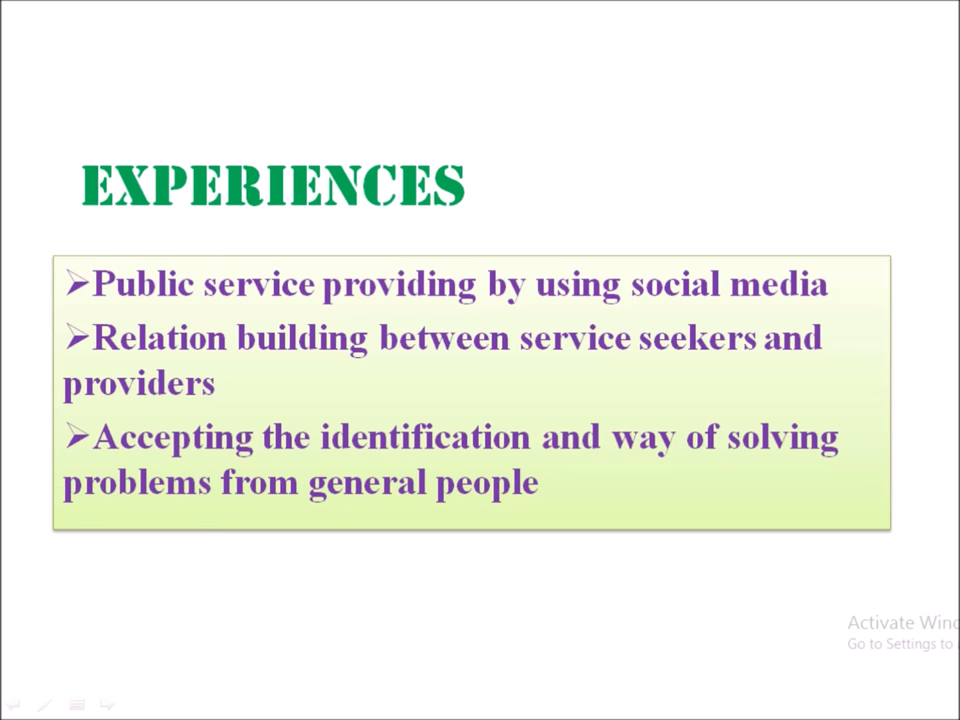 EXPERIENCES
➢Public service providing by using social media
➢Relation building between service seekers and
providers
➢Accepting the identification and way of solving
problems from general people
Activate Wind
Go to Settings to